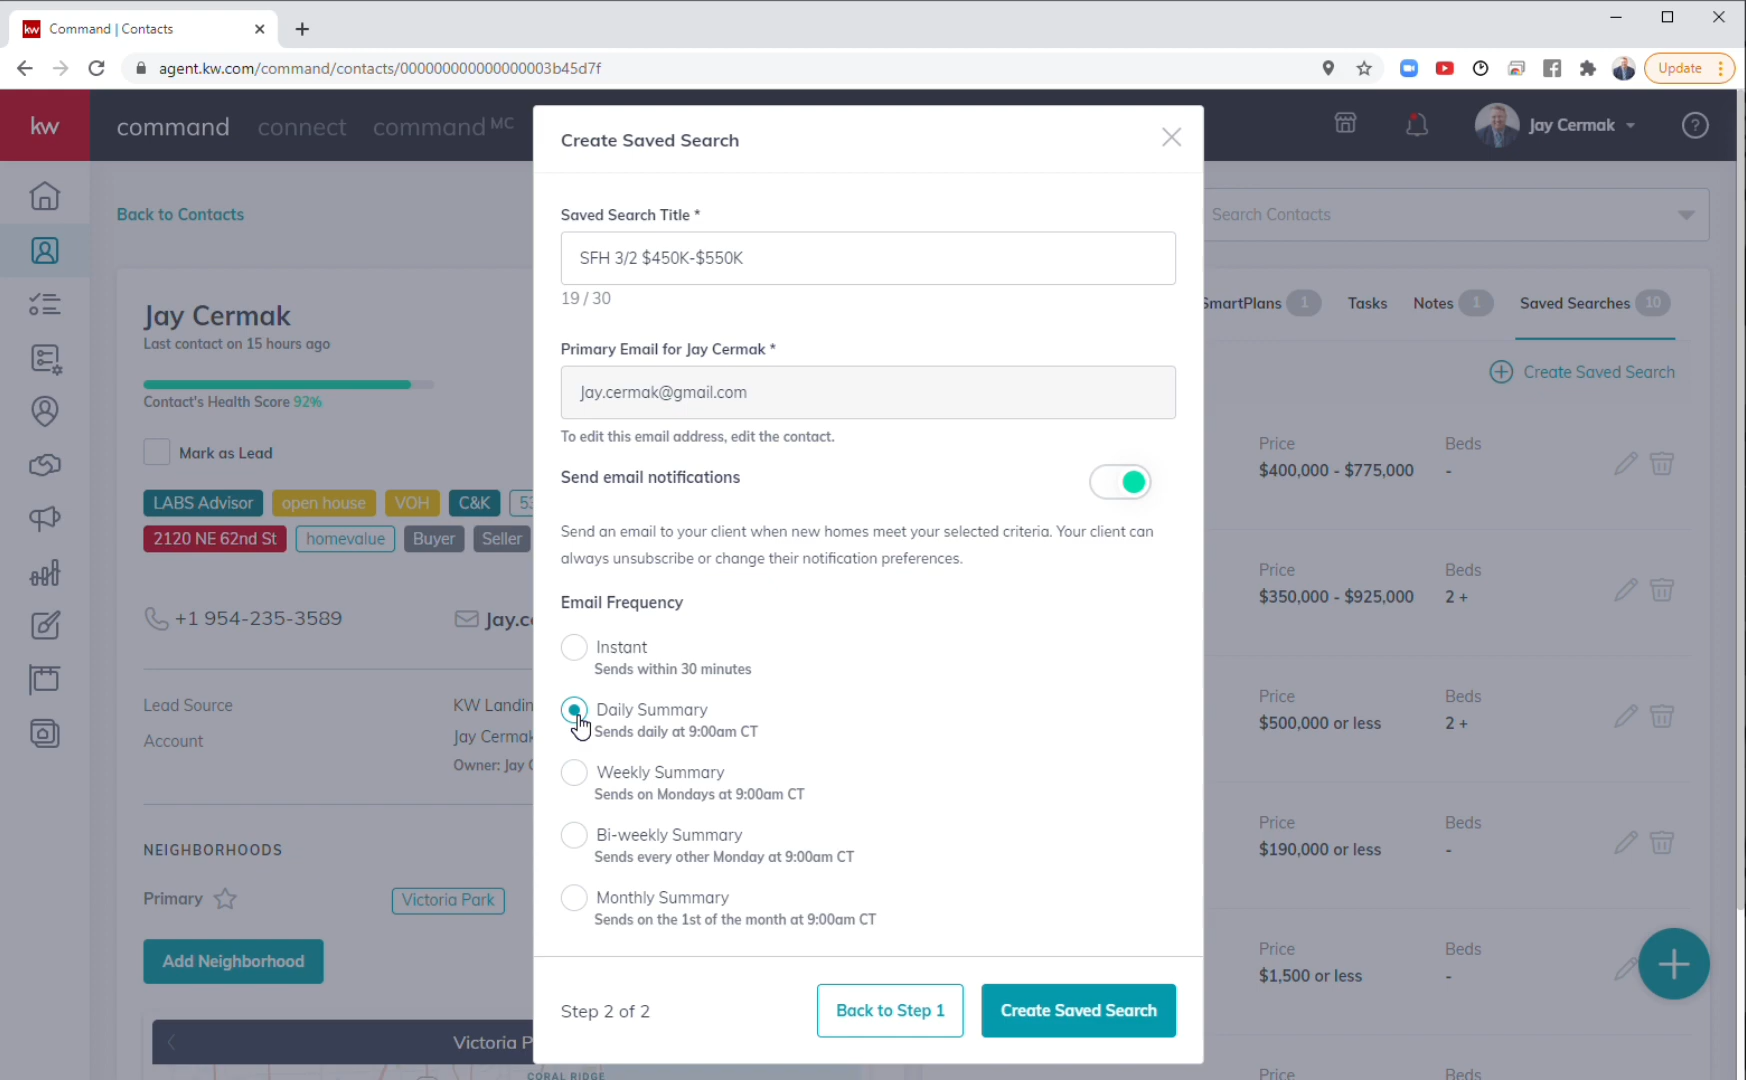 kw
Command | Contacts
agent.kw.com/command/contacts/000000000000000003b45d7f
Update
kw
command
connect
command MC
Jay Cermak
?
Back to Contacts
Search Contacts
Jay Cermak
Last contact on 15 hours ago
Contact's Health Score 92%
Mark as Lead
LABS Advisor
open house
VOH
C&K
2120 NE 62nd St
homevalue
Buyer
Seller
+1 954-235-3589
Jay.c
Lead Source
KW Landin
Account
Jay Cermak
Owner: Jay
NEIGHBORHOODS
Primary
Victoria Park
Add Neighborhood
Victoria P
CORAL RIDGE
Create Saved Search
Saved Search Title *
SFH 3/2 $450K-$550K
19 / 30
Primary Email for Jay Cermak *
Jay.cermak@gmail.com
To edit this email address, edit the contact.
Send email notifications
Send an email to your client when new homes meet your selected criteria. Your client can
always unsubscribe or change their notification preferences.
Email Frequency
Instant
Sends within 30 minutes
Daily Summary
Sends daily at 9:00am CT
Weekly Summary
Sends on Mondays at 9:00am CT
Bi-weekly Summary
Sends every other Monday at 9:00am CT
Monthly Summary
Sends on the 1st of the month at 9:00am CT
Step 2 of 2
Back to Step 1
Create Saved Search
SmartPlans 1
Tasks
Notes 1
Saved Searches 10
Create Saved Search
Price
Beds
$400,000 - $775,000
-
Price
Beds
$350,000 - $925,000
2 +
Price
Beds
$500,000 or less
2 +
Price
Beds
$190,000 or less
-
Price
Beds
$1,500 or less
-
Price
Beds